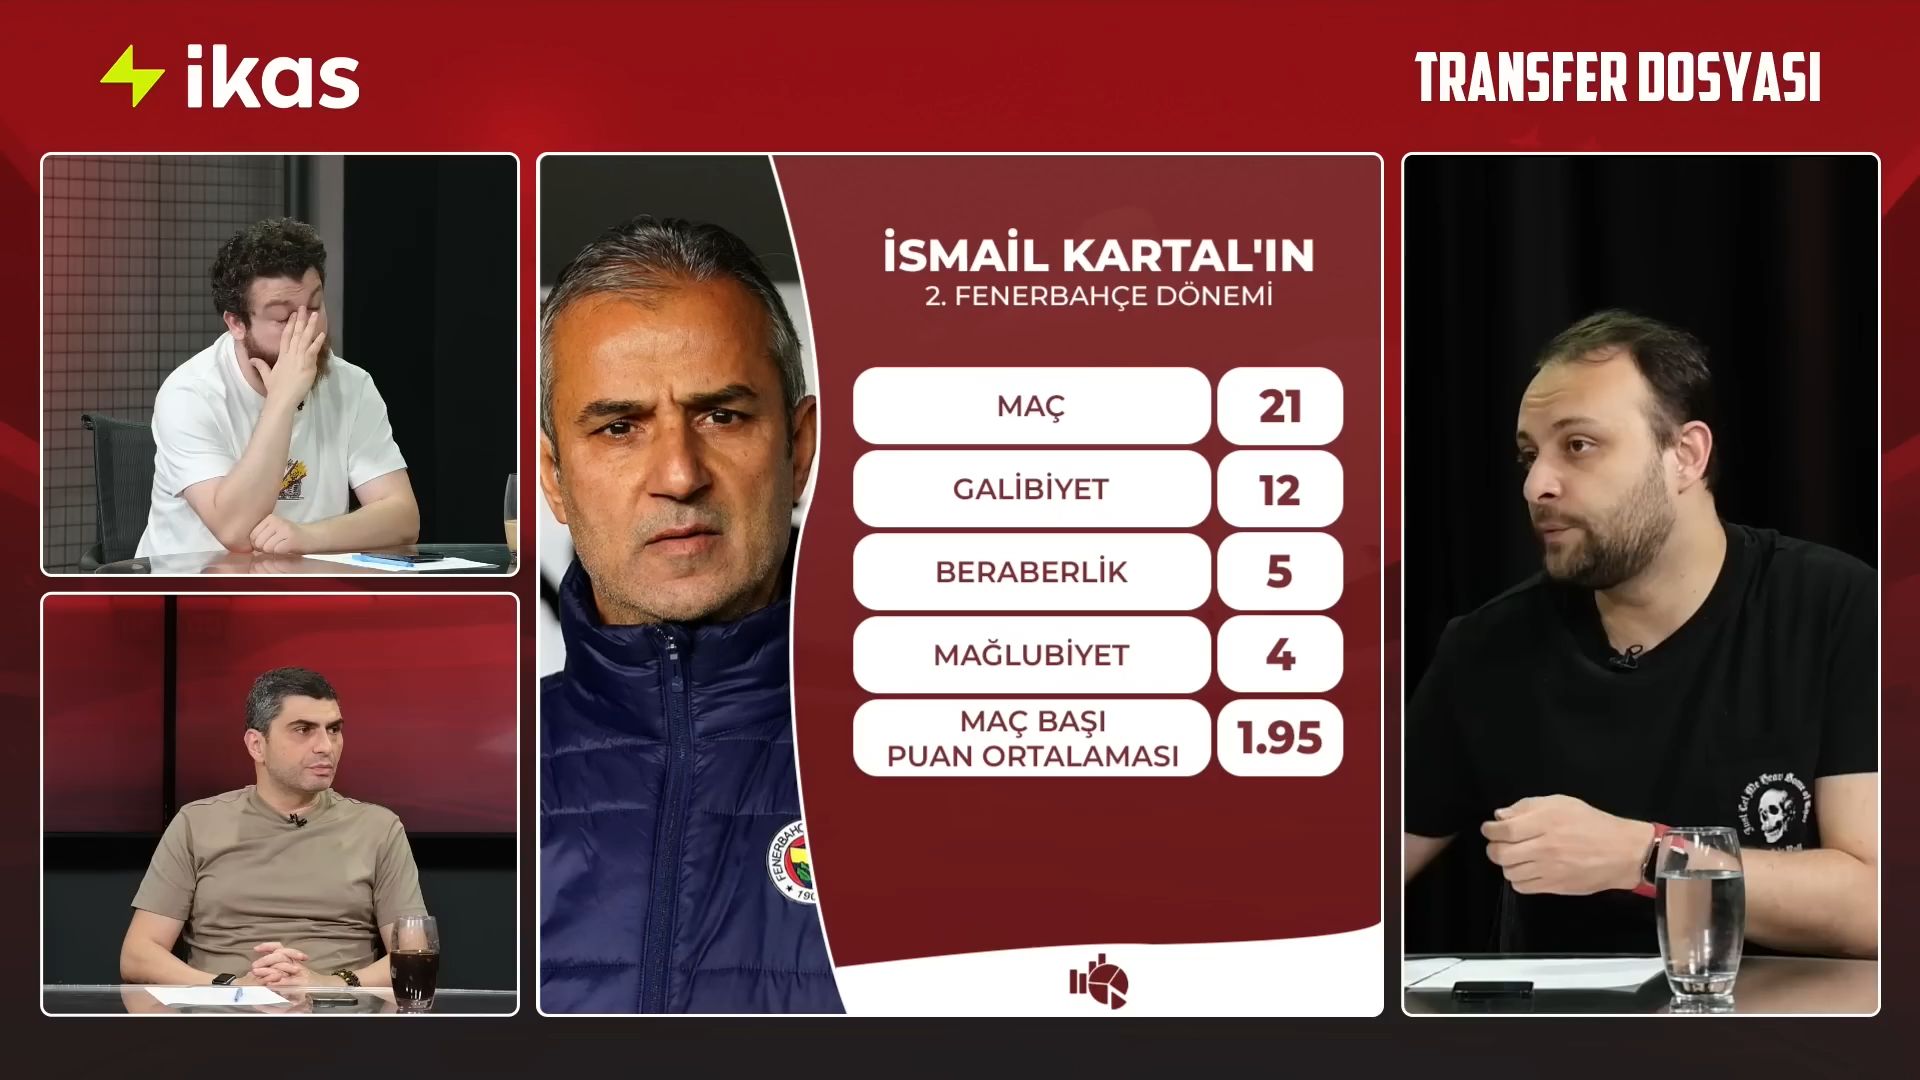 ikas
TRANSFER DOSYASI
İSMAİL KARTAL'IN
2. FENERBAHÇE DÖNEMİ
MAÇ 21
GALİBİYET 12
BERABERLİK 5
MAĞLUBİYET 4
MAÇ BAŞI
PUAN ORTALAMASI 1.95
FENERBAHÇ